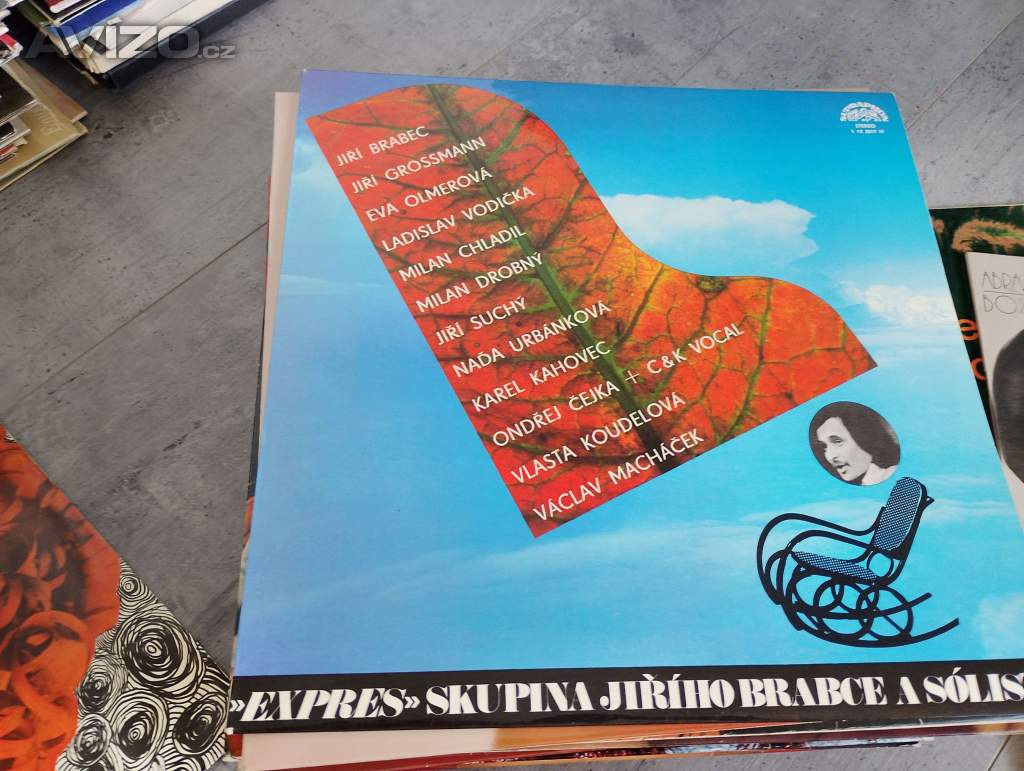 AVÍZO.cz
SUPRAPHON
STEREO
JIŘÍ BRABEC
JIŘÍ GROSSMANN
EVA OLMEROVÁ
LADISLAV VODIČKA
MILAN CHLADIL
MILAN DROBNÝ
JIŘÍ SUCHÝ
NAĎA URBÁNKOVÁ
KAREL KAHOVEC
ONDŘEJ ČEJKA + C&K VOCAL
VLASTA KOUDELOVÁ
VÁCLAV MACHÁČEK
»EXPRES« SKUPINA JIŘÍHO BRABCE A SÓLIS